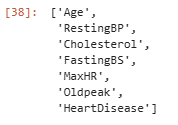 [38]: ['Age',
'RestingBP',
'Cholesterol',
'FastingBS',
'MaxHR',
'Oldpeak',
'HeartDisease']